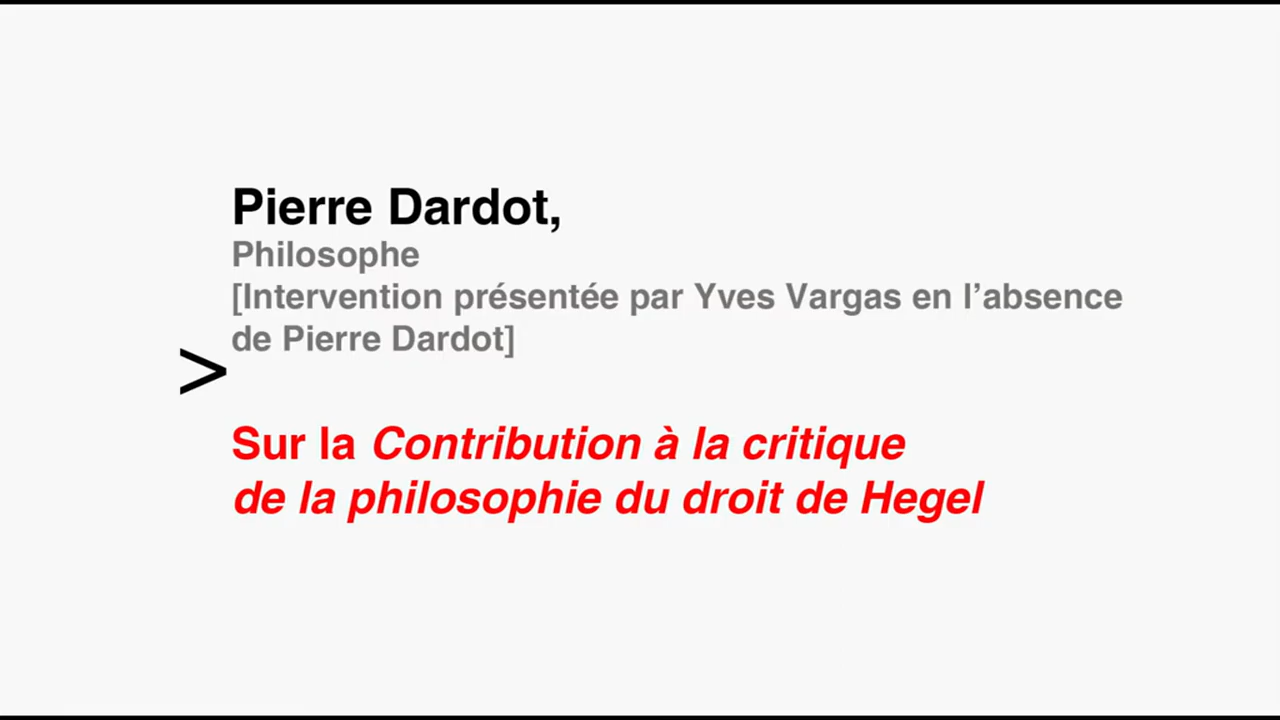 Pierre Dardot,
Philosophe
[Intervention présentée par Yves Vargas en l’absence
de Pierre Dardot]
>
Sur la Contribution à la critique
de la philosophie du droit de Hegel